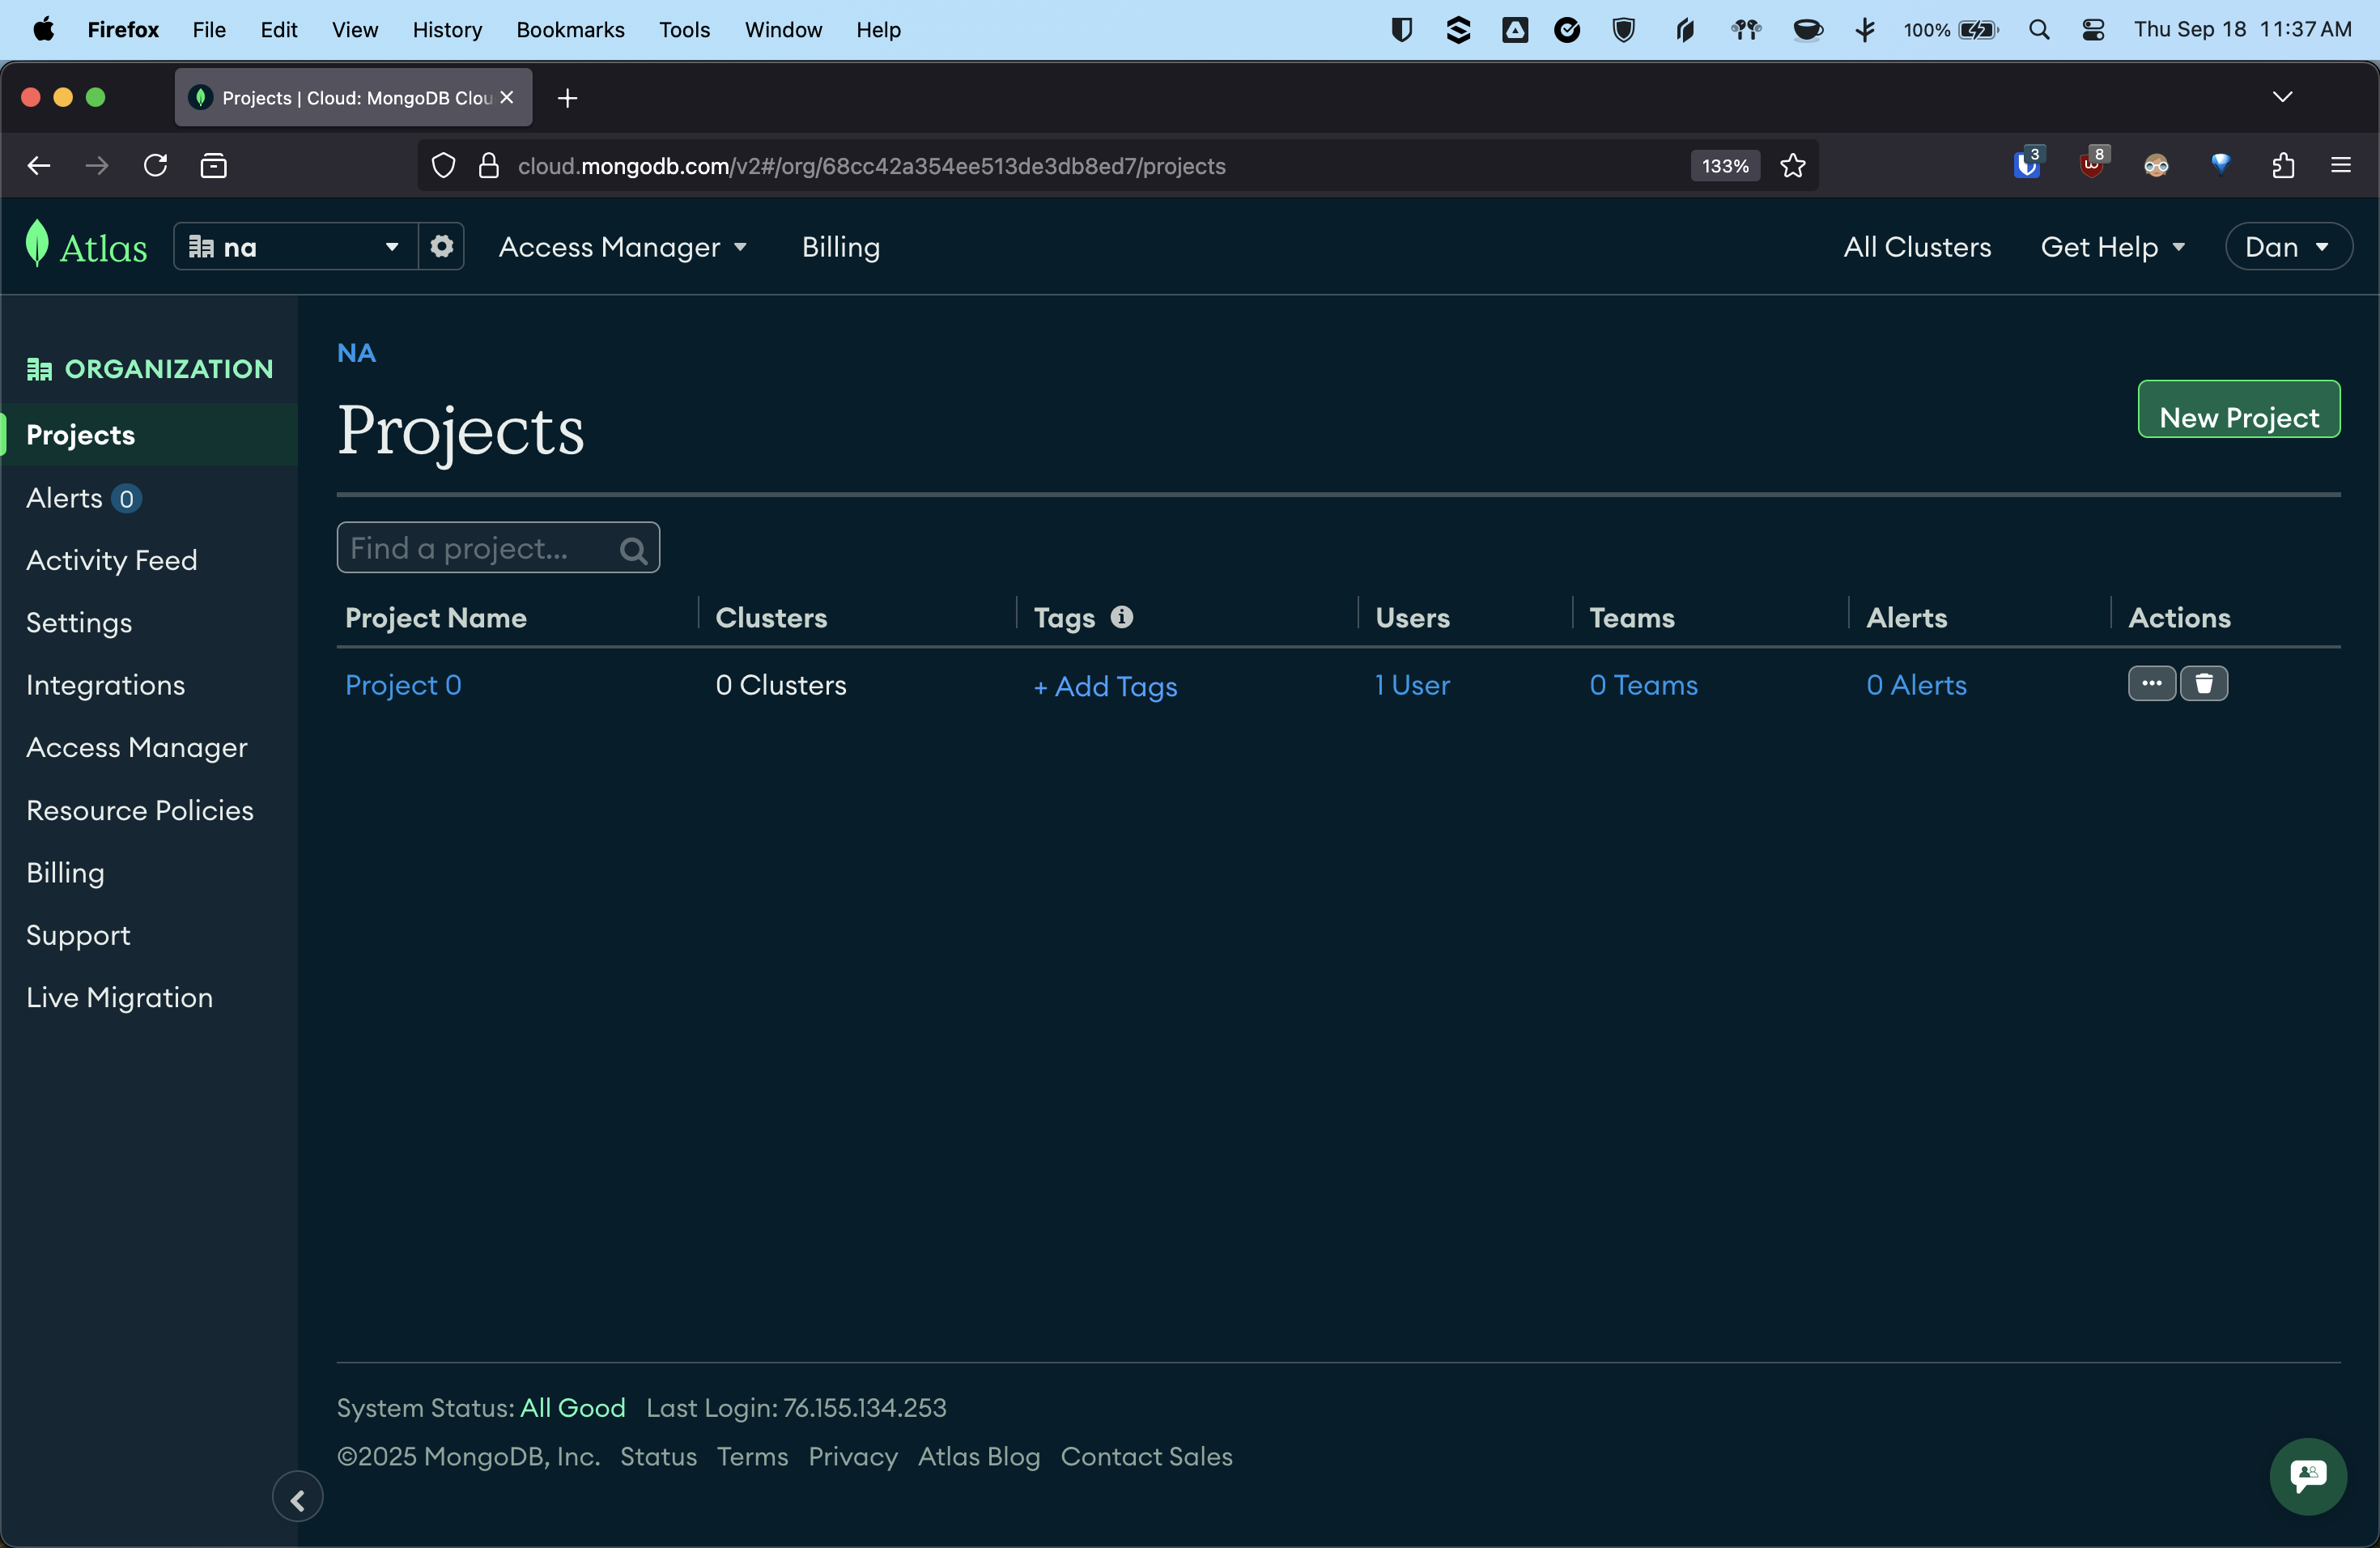 Firefox File Edit View History Bookmarks Tools Window Help 100% Thu Sep 18 11:37 AM
Projects | Cloud: MongoDB Clou
cloud.mongodb.com/v2#/org/68cc42a354ee513de3db8ed7/projects 133% 3 8
Atlas na Access Manager Billing All Clusters Get Help Dan
ORGANIZATION
Projects
Alerts 0
Activity Feed
Settings
Integrations
Access Manager
Resource Policies
Billing
Support
Live Migration
NA
Projects
New Project
Find a project...
Project Name Clusters Tags Users Teams Alerts Actions
Project 0 0 Clusters + Add Tags 1 User 0 Teams 0 Alerts
System Status: All Good Last Login: 76.155.134.253
©2025 MongoDB, Inc. Status Terms Privacy Atlas Blog Contact Sales